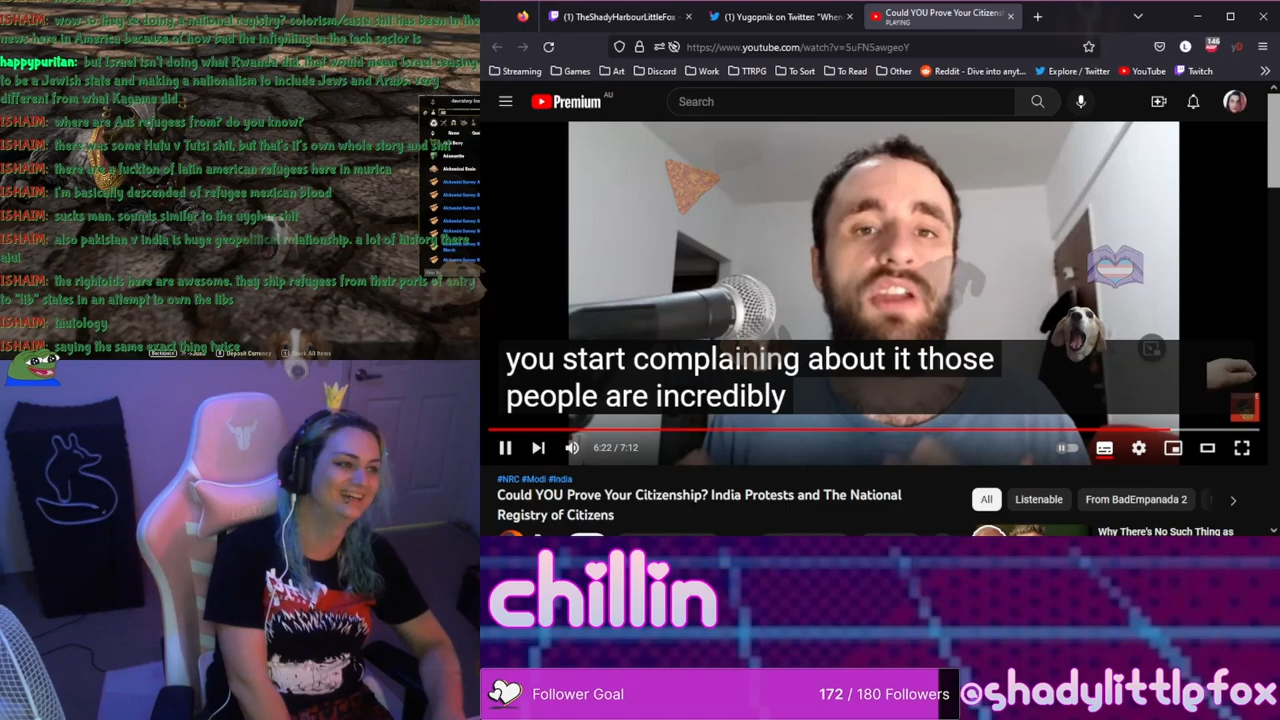 ISHAIM: wow so they're doing a national registry? colorism/caste shit has been in the
news here in America because of how bad the infighting in the tech sector is
happypuritan: but Israel isn't doing what Rwanda did, that would mean Israel ceasing
to be a Jewish state and making a nationalism to include Jews and Arabs. very
different from what Kagame did
ISHAIM: where are Aus refugees from? do you know?
ISHAIM: there was some Hutu v Tutsi shit, but that's it's own whole story and shit
ISHAIM: there are a fuckton of latin american refugees here in murica
ISHAIM: I'm basically descended of refugee mexican blood
ISHAIM: sucks man. sounds similar to the uyghur shit
ISHAIM: also pakistan v india is huge geopolitical relationship. a lot of history there
ISHAIM: the rightoids here are awesome. they ship refugees from their ports of entry
to "lib" states in an attempt to own the libs
ISHAIM: tautology
ISHAIM: saying the same exact thing twice
Name
Deposit Currency
Stack All Items
(1) TheShadyHarbourLittleFox -
(1) Yugopnik on Twitter: "When
Could YOU Prove Your Citizens
PLAYING
https://www.youtube.com/watch?v=5uFN5awgeoY
146
Streaming Games Art Discord Work TTRPG To Sort To Read Other Reddit - Dive into anyt... Explore / Twitter YouTube Twitch
Premium AU
Search
you start complaining about it those
people are incredibly
6:22 / 7:12
#NRC #Modi #India
Could YOU Prove Your Citizenship? India Protests and The National
Registry of Citizens
All Listenable From BadEmpanada 2
Why There's No Such Thing as
chillin
Follower Goal 172 / 180 Followers
@shadylittlefox